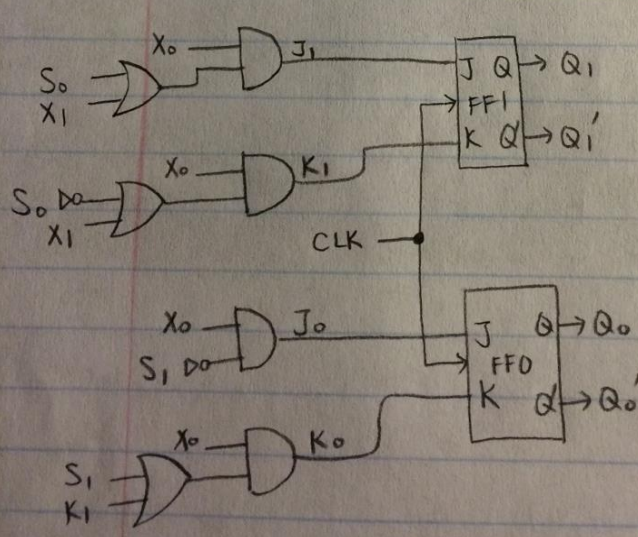 X0 J1
S0
X1
J Q Q1
FF1
K Q' Q1'
X0 K1
S0
X1
CLK
X0 J0
S1
J Q Q0
FF0
K Q' Q0'
X0 K0
S1
K1